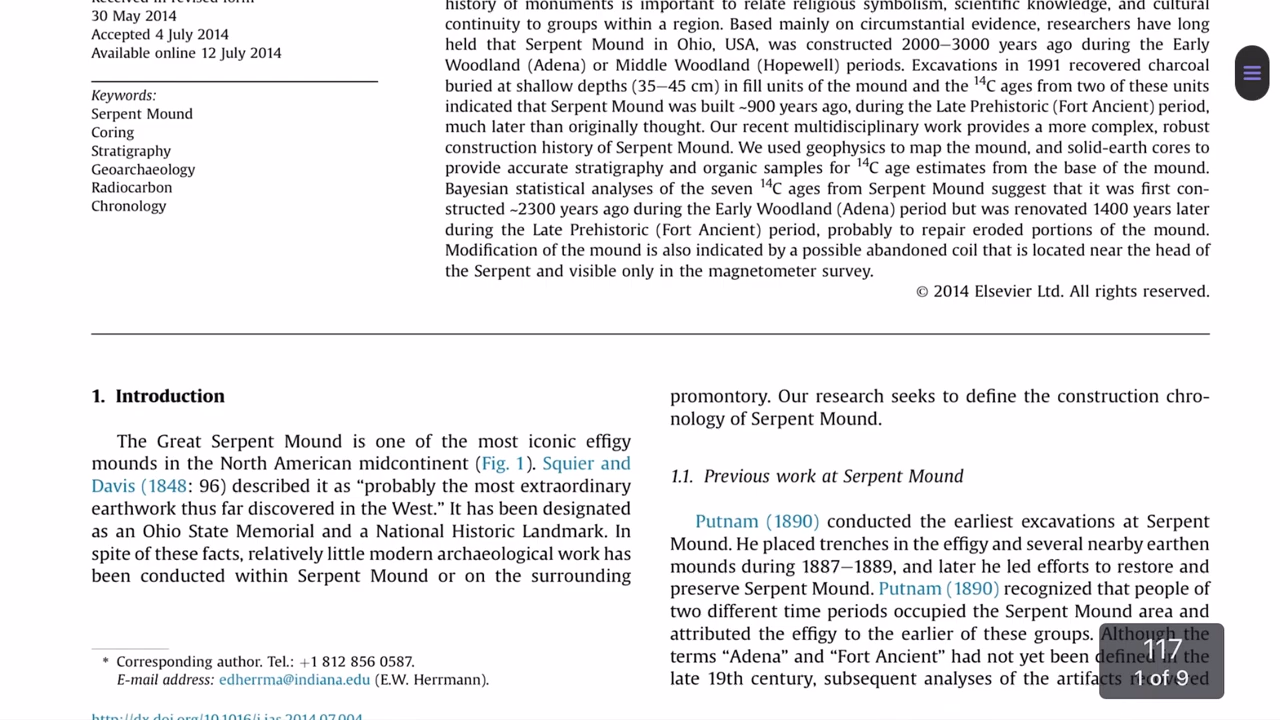 Received in revised form
30 May 2014
Accepted 4 July 2014
Available online 12 July 2014
Keywords:
Serpent Mound
Coring
Stratigraphy
Geoarchaeology
Radiocarbon
Chronology
history of monuments is important to relate religious symbolism, scientific knowledge, and cultural
continuity to groups within a region. Based mainly on circumstantial evidence, researchers have long
held that Serpent Mound in Ohio, USA, was constructed 2000–3000 years ago during the Early
Woodland (Adena) or Middle Woodland (Hopewell) periods. Excavations in 1991 recovered charcoal
buried at shallow depths (35–45 cm) in fill units of the mound and the 14C ages from two of these units
indicated that Serpent Mound was built ~900 years ago, during the Late Prehistoric (Fort Ancient) period,
much later than originally thought. Our recent multidisciplinary work provides a more complex, robust
construction history of Serpent Mound. We used geophysics to map the mound, and solid-earth cores to
provide accurate stratigraphy and organic samples for 14C age estimates from the base of the mound.
Bayesian statistical analyses of the seven 14C ages from Serpent Mound suggest that it was first con-
structed ~2300 years ago during the Early Woodland (Adena) period but was renovated 1400 years later
during the Late Prehistoric (Fort Ancient) period, probably to repair eroded portions of the mound.
Modification of the mound is also indicated by a possible abandoned coil that is located near the head of
the Serpent and visible only in the magnetometer survey.
© 2014 Elsevier Ltd. All rights reserved.
1. Introduction
The Great Serpent Mound is one of the most iconic effigy
mounds in the North American midcontinent (Fig. 1). Squier and
Davis (1848: 96) described it as “probably the most extraordinary
earthwork thus far discovered in the West.” It has been designated
as an Ohio State Memorial and a National Historic Landmark. In
spite of these facts, relatively little modern archaeological work has
been conducted within Serpent Mound or on the surrounding
* Corresponding author. Tel.: +1 812 856 0587.
E-mail address: edherrma@indiana.edu (E.W. Herrmann).
http://dx.doi.org/10.1016/j.jas.2014.07.004
promontory. Our research seeks to define the construction chro-
nology of Serpent Mound.
1.1. Previous work at Serpent Mound
Putnam (1890) conducted the earliest excavations at Serpent
Mound. He placed trenches in the effigy and several nearby earthen
mounds during 1887–1889, and later he led efforts to restore and
preserve Serpent Mound. Putnam (1890) recognized that people of
two different time periods occupied the Serpent Mound area and
attributed the effigy to the earlier of these groups. Although the
terms “Adena” and “Fort Ancient” had not yet been defined in the
late 19th century, subsequent analyses of the artifacts recovered
117
1 of 9